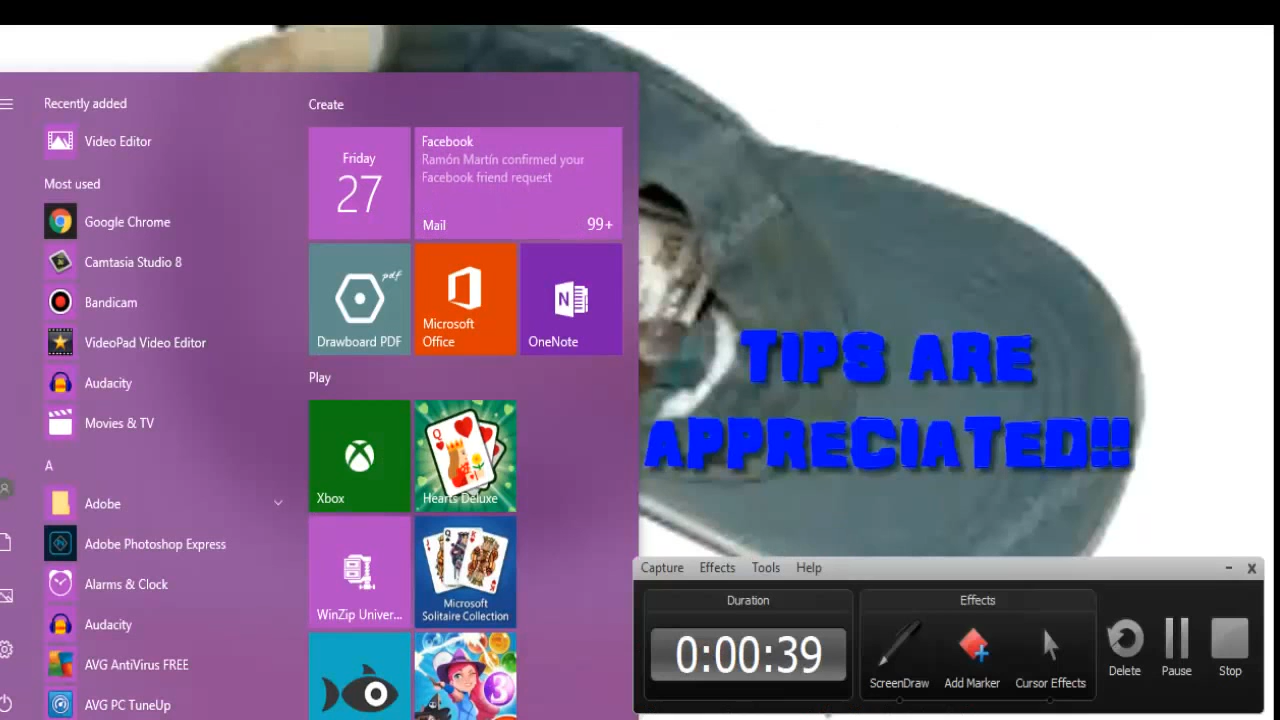 Recently added
Video Editor
Most used
Google Chrome
Camtasia Studio 8
Bandicam
VideoPad Video Editor
Audacity
Movies & TV
A
Adobe
Adobe Photoshop Express
Alarms & Clock
Audacity
AVG AntiVirus FREE
AVG PC TuneUp
Create
Friday
27
Facebook
Ramón Martín confirmed your
Facebook friend request
Mail 99+
pdf
Drawboard PDF
Microsoft
Office
N
OneNote
Play
Xbox
Q
Hearts Deluxe
WinZip Univer...
Microsoft
Solitaire Collection
3
TIPS ARE
APPRECIATED!!
Capture Effects Tools Help
Duration
0:00:39
Effects
ScreenDraw Add Marker Cursor Effects
Delete Pause Stop